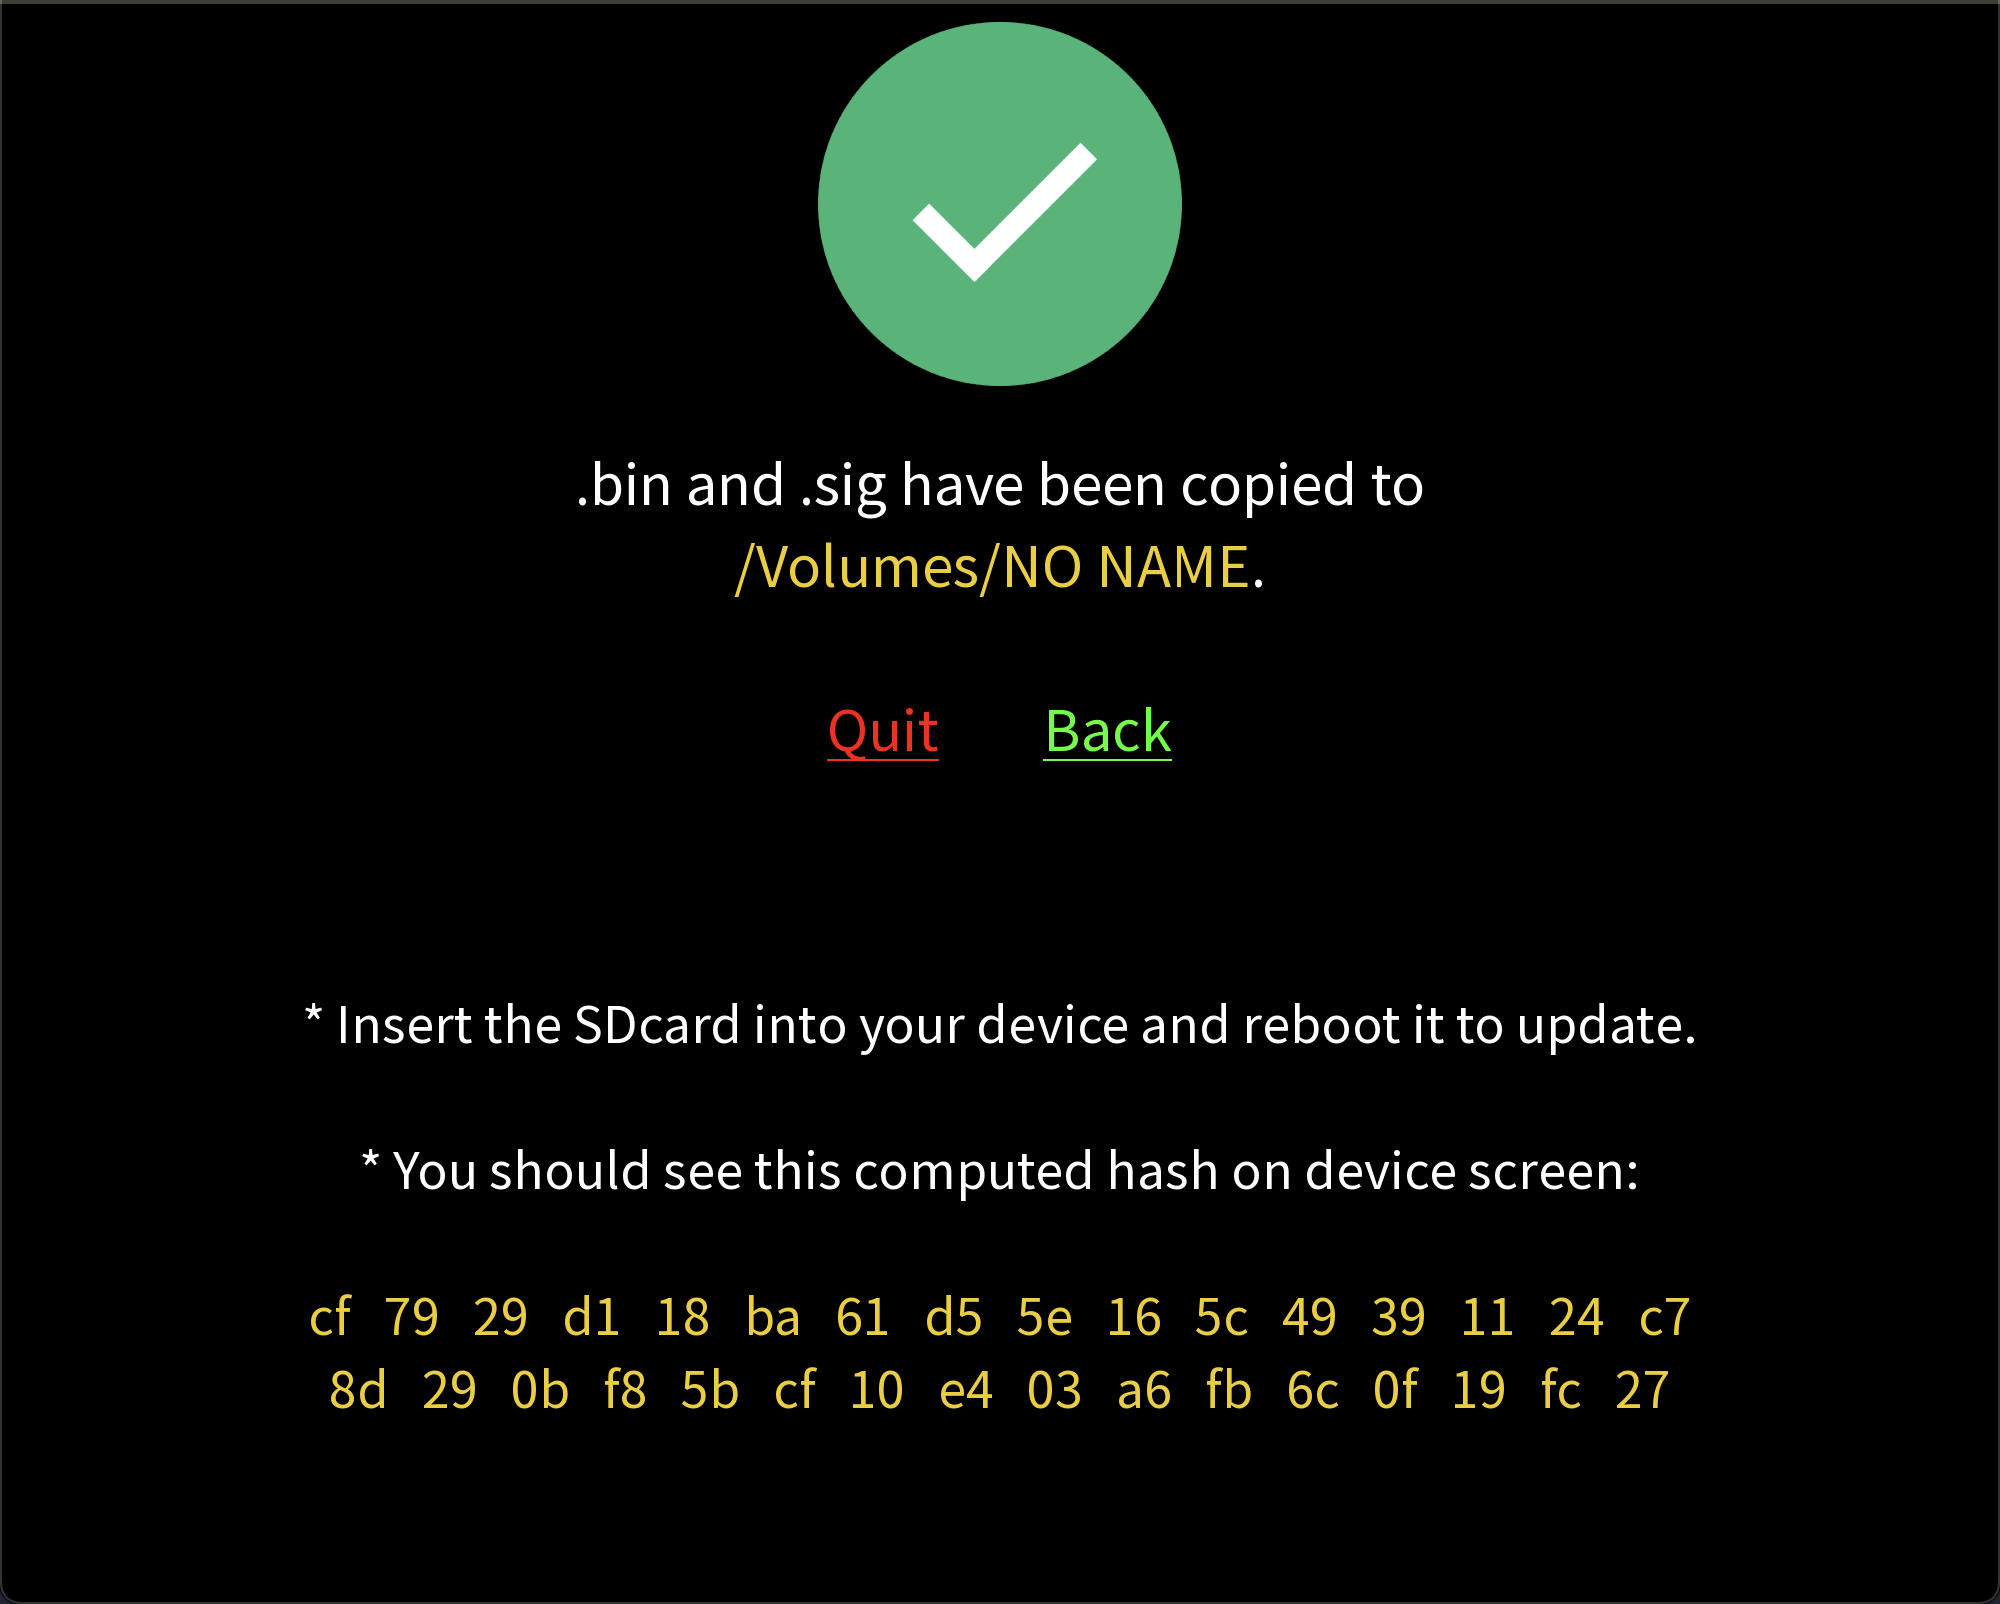 .bin and .sig have been copied to
/Volumes/NO NAME.
Quit Back
* Insert the SDcard into your device and reboot it to update.
* You should see this computed hash on device screen:
cf 79 29 d1 18 ba 61 d5 5e 16 5c 49 39 11 24 c7
8d 29 0b f8 5b cf 10 e4 03 a6 fb 6c 0f 19 fc 27